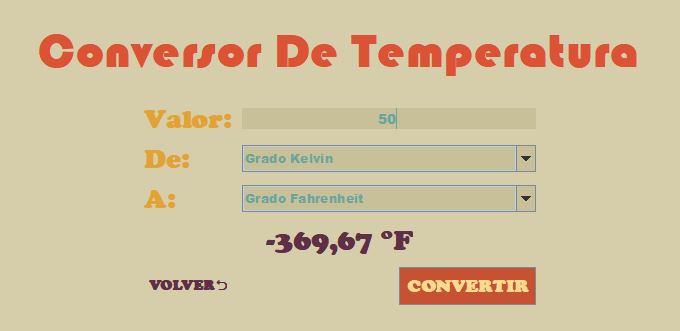 Conversor De Temperatura
Valor: 50
De: Grado Kelvin
A: Grado Fahrenheit
-369,67 °F
VOLVER CONVERTIR